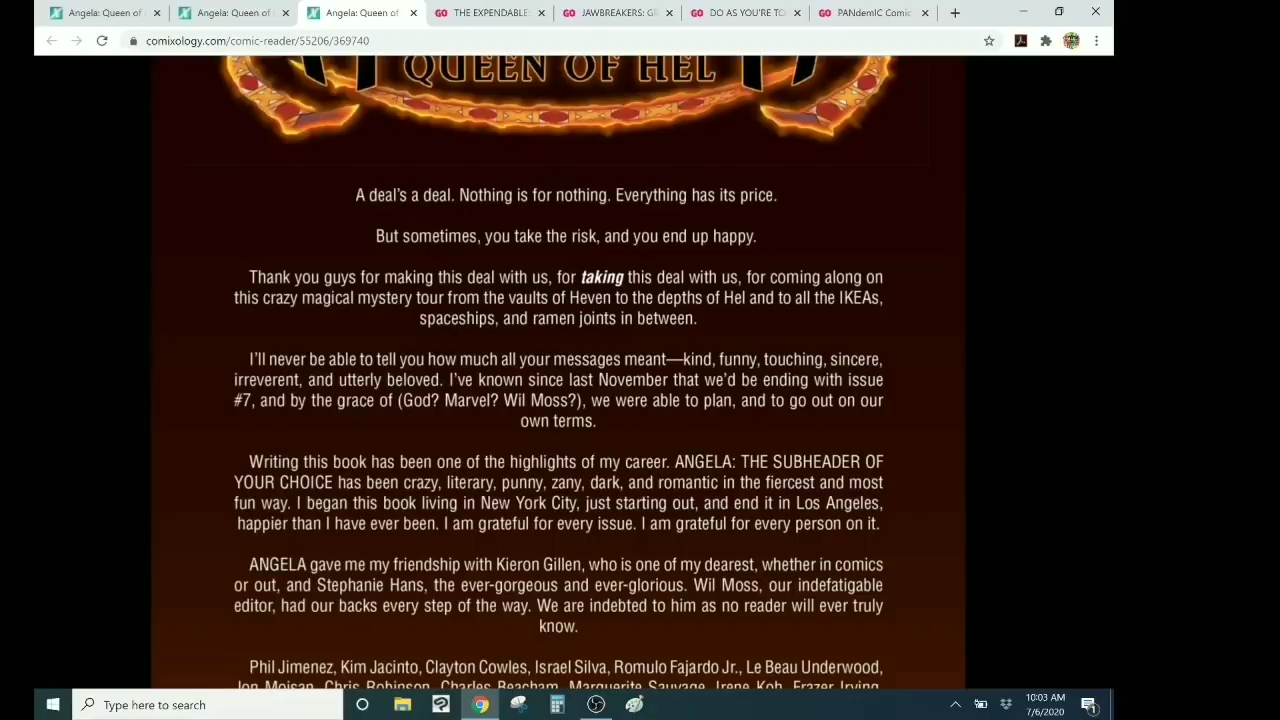 Angela: Queen of
Angela: Queen of
Angela: Queen of
THE EXPENDABLE
JAWBREAKERS: G
DO AS YOU'RE TO
PANdemIC Comic
comixology.com/comic-reader/55206/369740
QUEEN OF HEL
A deal's a deal. Nothing is for nothing. Everything has its price.
But sometimes, you take the risk, and you end up happy.
Thank you guys for making this deal with us, for taking this deal with us, for coming along on
this crazy magical mystery tour from the vaults of Heven to the depths of Hel and to all the IKEAs,
spaceships, and ramen joints in between.
I'll never be able to tell you how much all your messages meant—kind, funny, touching, sincere,
irreverent, and utterly beloved. I've known since last November that we'd be ending with issue
#7, and by the grace of (God? Marvel? Wil Moss?), we were able to plan, and to go out on our
own terms.
Writing this book has been one of the highlights of my career. ANGELA: THE SUBHEADER OF
YOUR CHOICE has been crazy, literary, punny, zany, dark, and romantic in the fiercest and most
fun way. I began this book living in New York City, just starting out, and end it in Los Angeles,
happier than I have ever been. I am grateful for every issue. I am grateful for every person on it.
ANGELA gave me my friendship with Kieron Gillen, who is one of my dearest, whether in comics
or out, and Stephanie Hans, the ever-gorgeous and ever-glorious. Wil Moss, our indefatigable
editor, had our backs every step of the way. We are indebted to him as no reader will ever truly
know.
Phil Jimenez, Kim Jacinto, Clayton Cowles, Israel Silva, Romulo Fajardo Jr., Le Beau Underwood,
Jon Moisan, Chris Robinson, Charles Beacham, Marguerite Sauvage, Irene Koh, Frazer Irving,
Type here to search
10:03 AM
7/6/2020